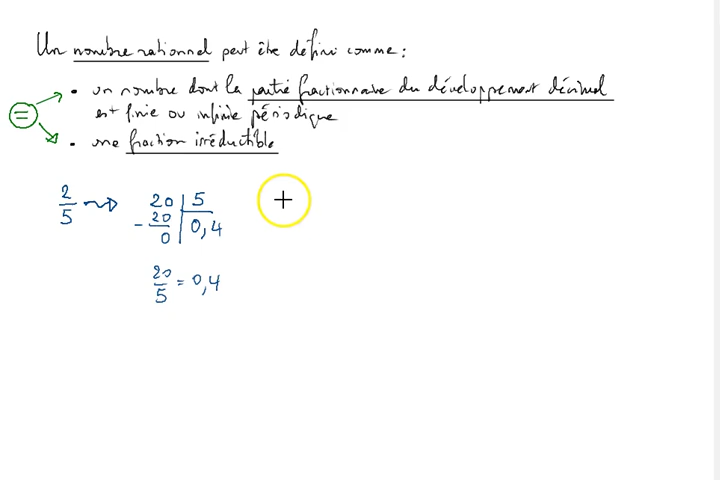 Un nombre rationnel peut être défini comme :
• un nombre dont la partie fractionnaire du développement décimal
est finie ou infinie périodique
=
• une fraction irréductible
2/5 ⇝ 20 | 5
- 20 | 0,4
0
20/5 = 0,4